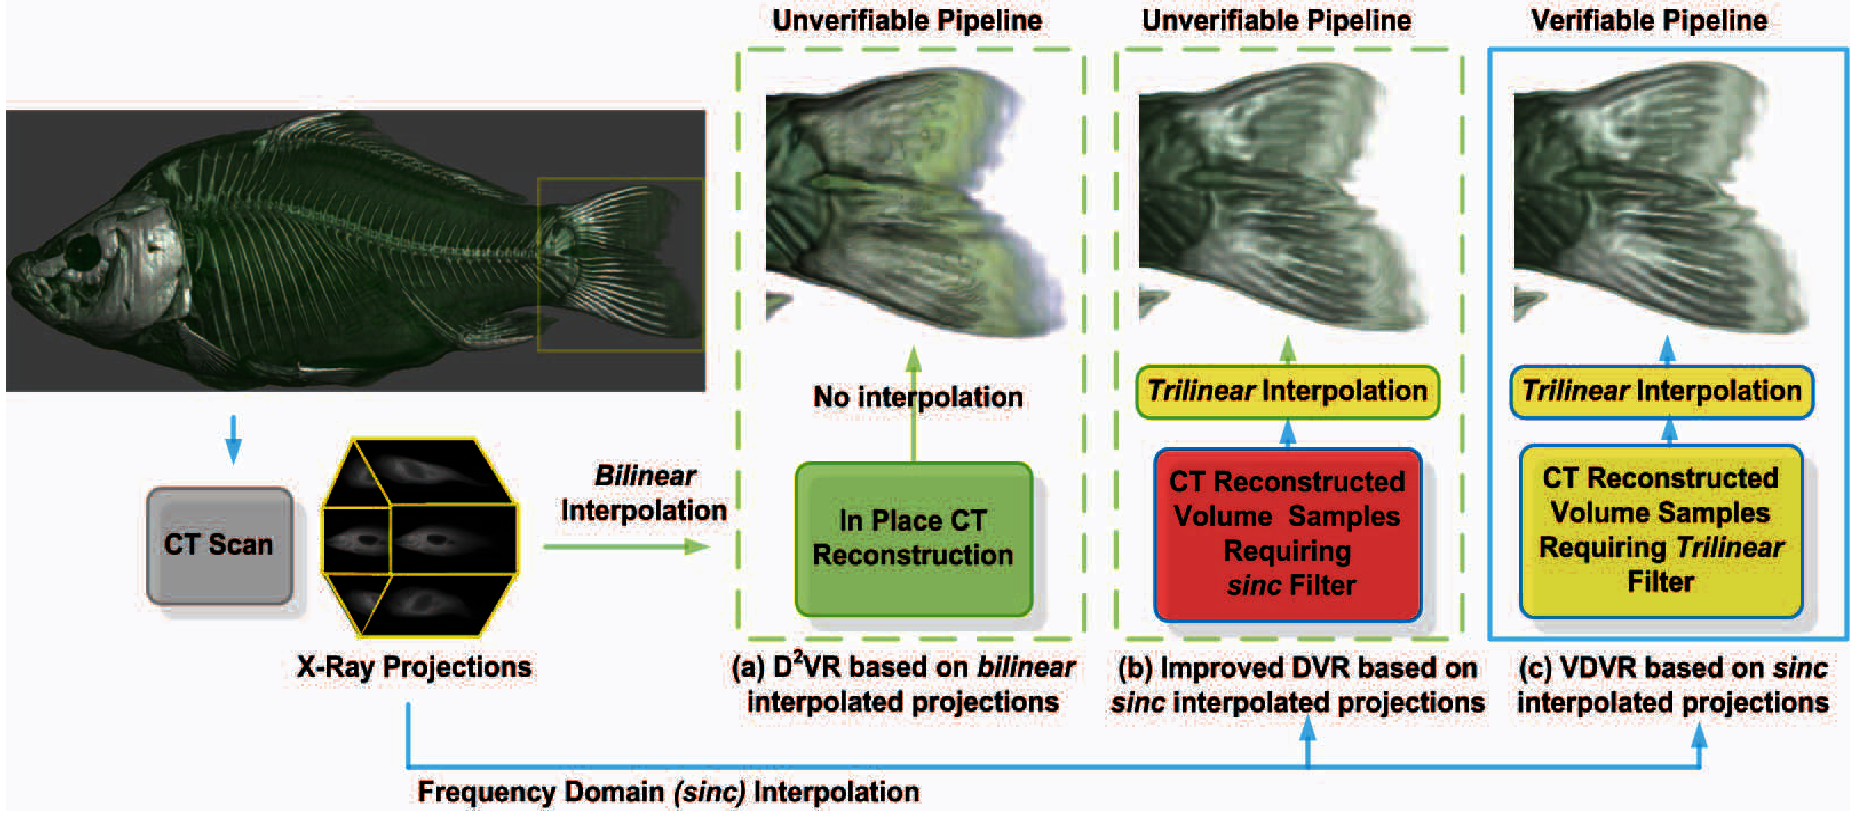 Unverifiable Pipeline
Unverifiable Pipeline
Verifiable Pipeline
No interpolation
Trilinear Interpolation
Trilinear Interpolation
CT Scan
Bilinear
Interpolation
In Place CT
Reconstruction
CT Reconstructed
Volume Samples
Requiring
sinc Filter
CT Reconstructed
Volume Samples
Requiring Trilinear
Filter
X-Ray Projections
(a) D²VR based on bilinear
interpolated projections
(b) Improved DVR based on
sinc interpolated projections
(c) VDVR based on sinc
interpolated projections
Frequency Domain (sinc) Interpolation